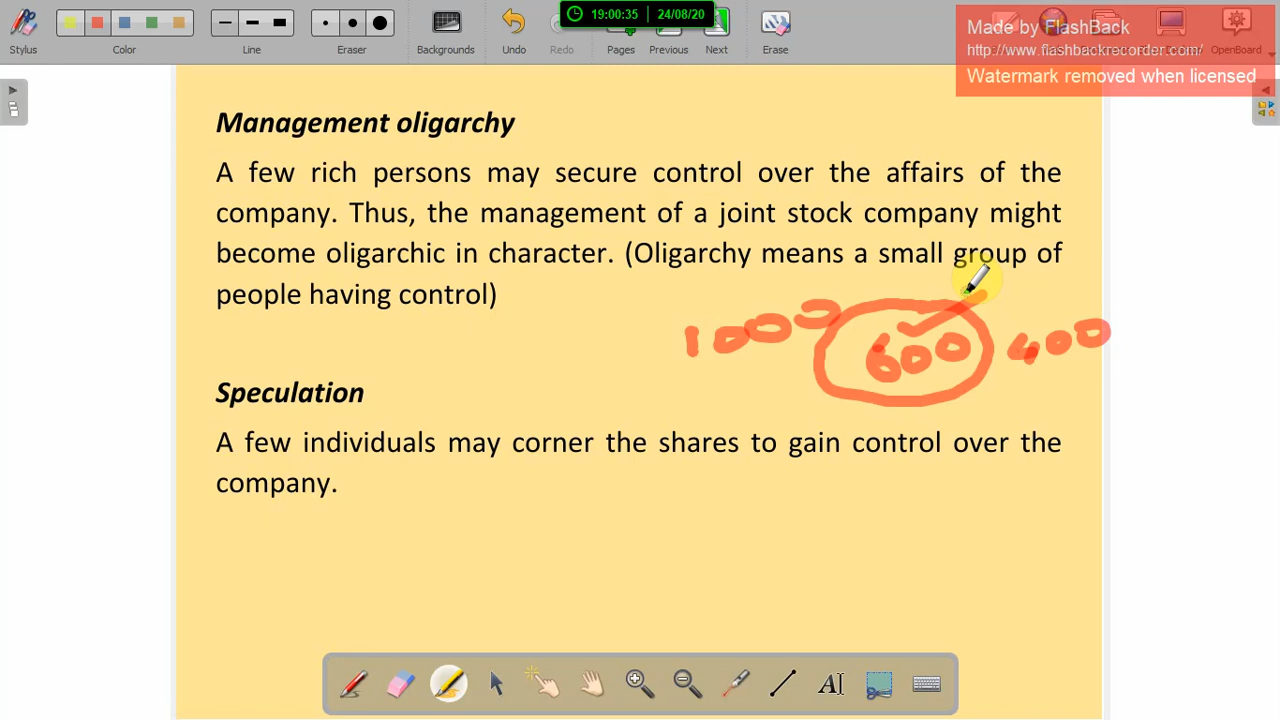 19:00:35 24/08/20
Made by FlashBack
http://www.flashbackrecorder.com/
Watermark removed when licensed
Stylus Color Line Eraser Backgrounds Undo Redo Pages Previous Next Erase OpenBoard
Management oligarchy
A few rich persons may secure control over the affairs of the
company. Thus, the management of a joint stock company might
become oligarchic in character. (Oligarchy means a small group of
people having control)
1000 600 400
Speculation
A few individuals may corner the shares to gain control over the
company.